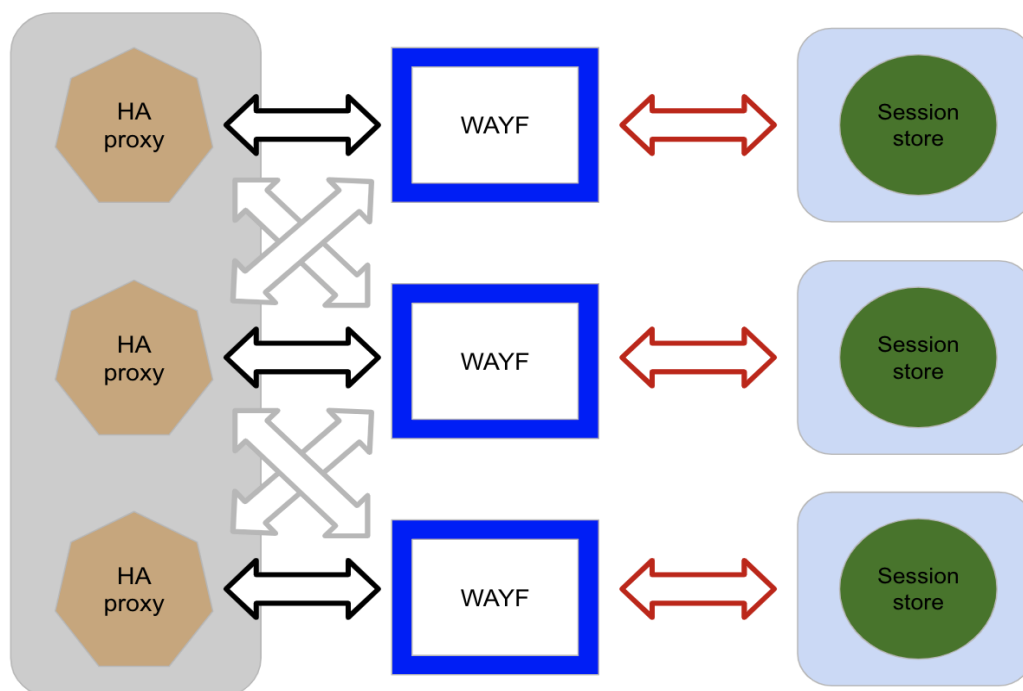 HA
proxy
WAYF
Session
store
HA
proxy
WAYF
Session
store
HA
proxy
WAYF
Session
store